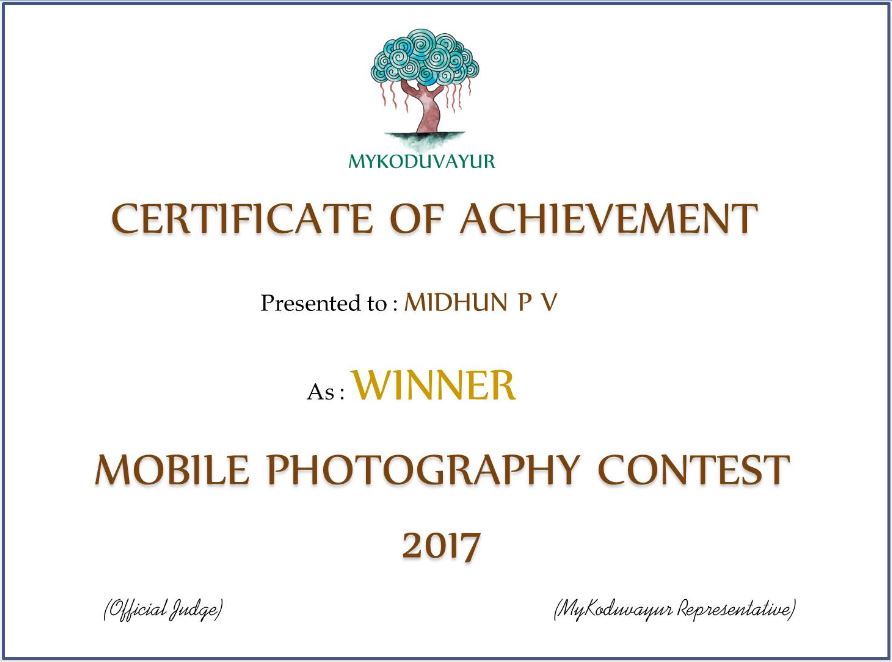 MYKODUVAYUR
CERTIFICATE OF ACHIEVEMENT
Presented to : MIDHUN P V
As : WINNER
MOBILE PHOTOGRAPHY CONTEST
2017
(Official Judge) (MyKoduvayur Representative)